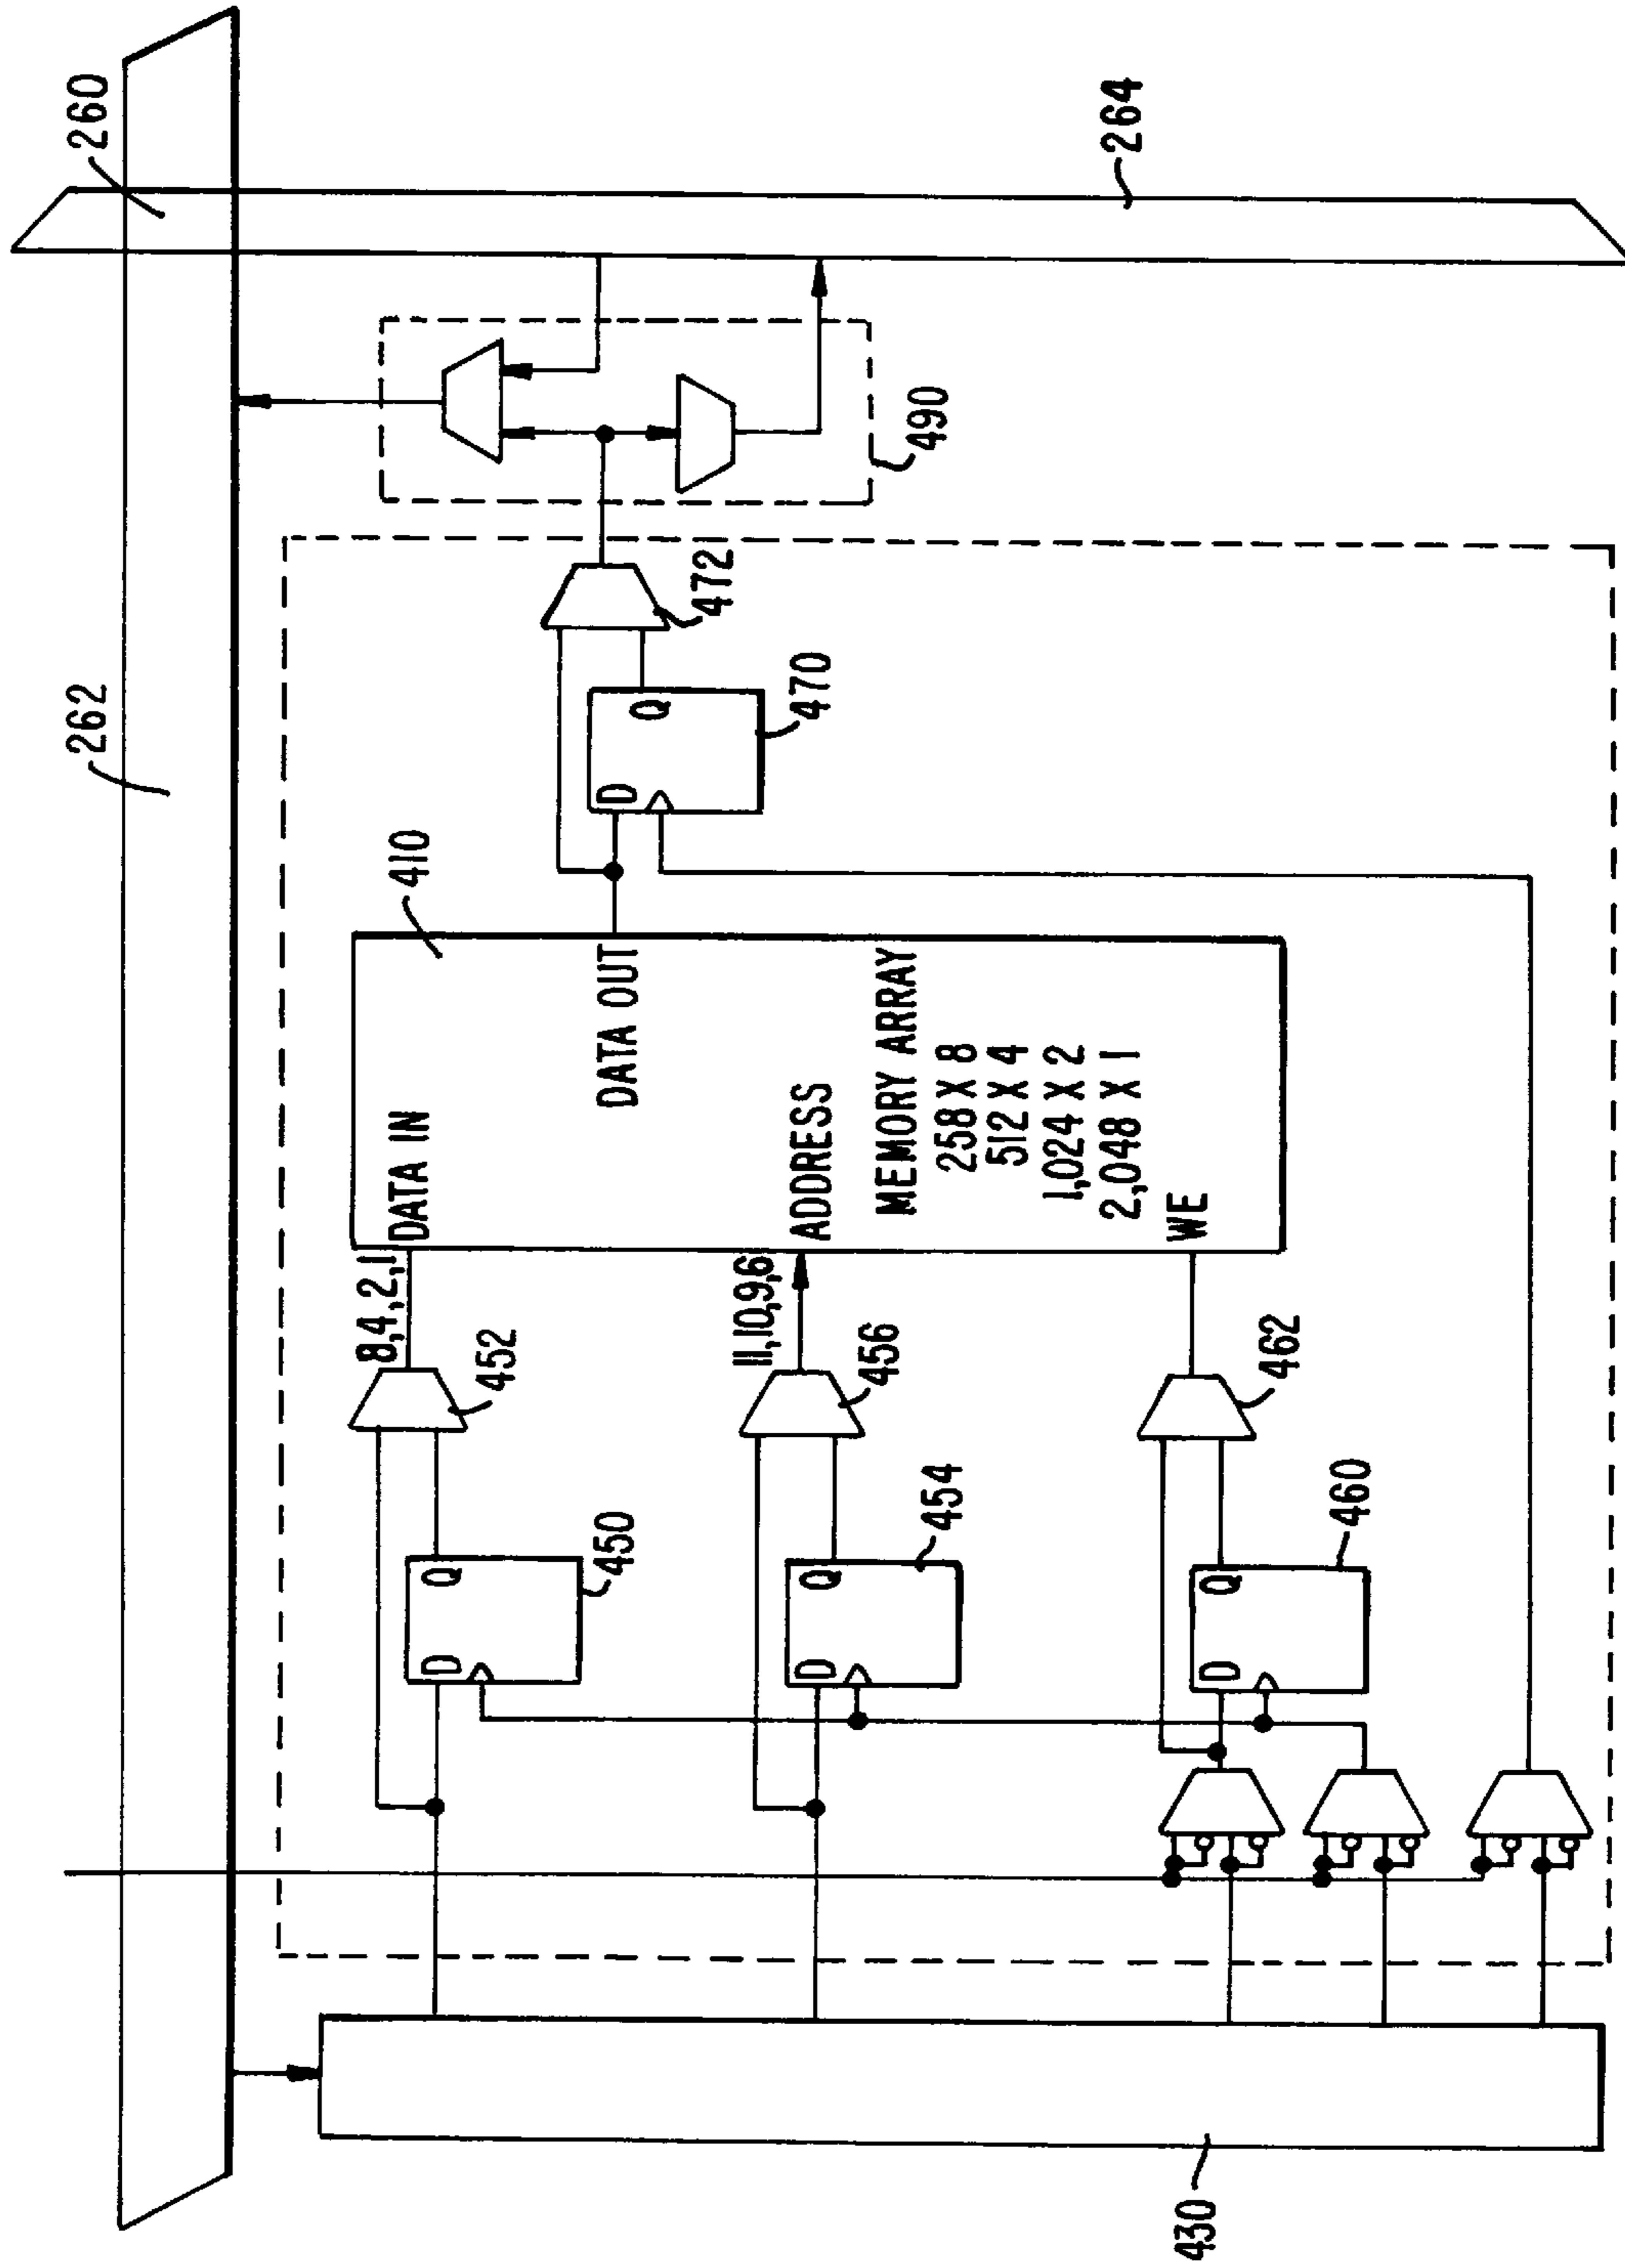 262
260
410
8,4,2,1
DATA IN
452
D
Q
450
DATA OUT
D
Q
470
472
490
264
11,10,9,6
ADDRESS
456
D
Q
454
MEMORY ARRAY
258 X 8
512 X 4
1,024 X 2
2,048 X 1
WE
462
D
Q
460
430